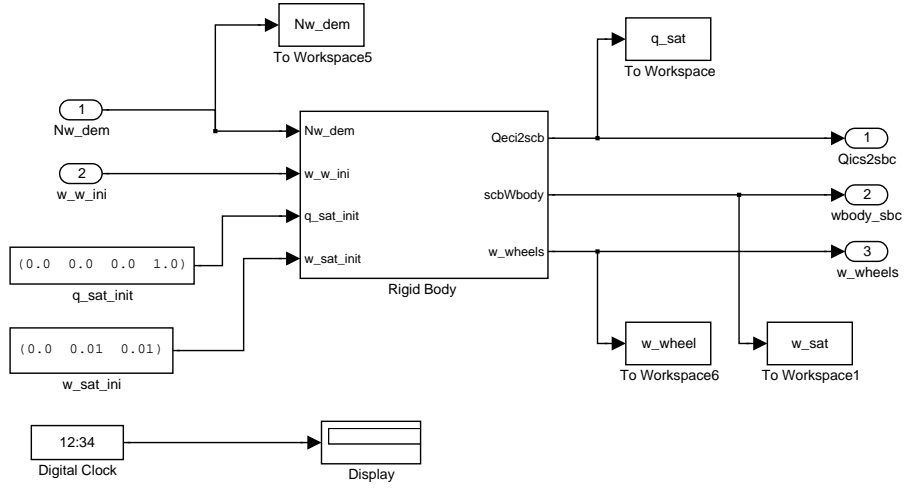 Nw_dem
To Workspace5
q_sat
To Workspace
1
Nw_dem
Nw_dem
Qeci2scb
1
Qics2sbc
2
w_w_ini
w_w_ini
scbWbody
2
wbody_sbc
q_sat_init
w_wheels
3
w_wheels
(0.0 0.0 0.0 1.0)
q_sat_init
w_sat_init
Rigid Body
(0.0 0.01 0.01)
w_sat_ini
w_wheel
To Workspace6
w_sat
To Workspace1
12:34
Digital Clock
Display